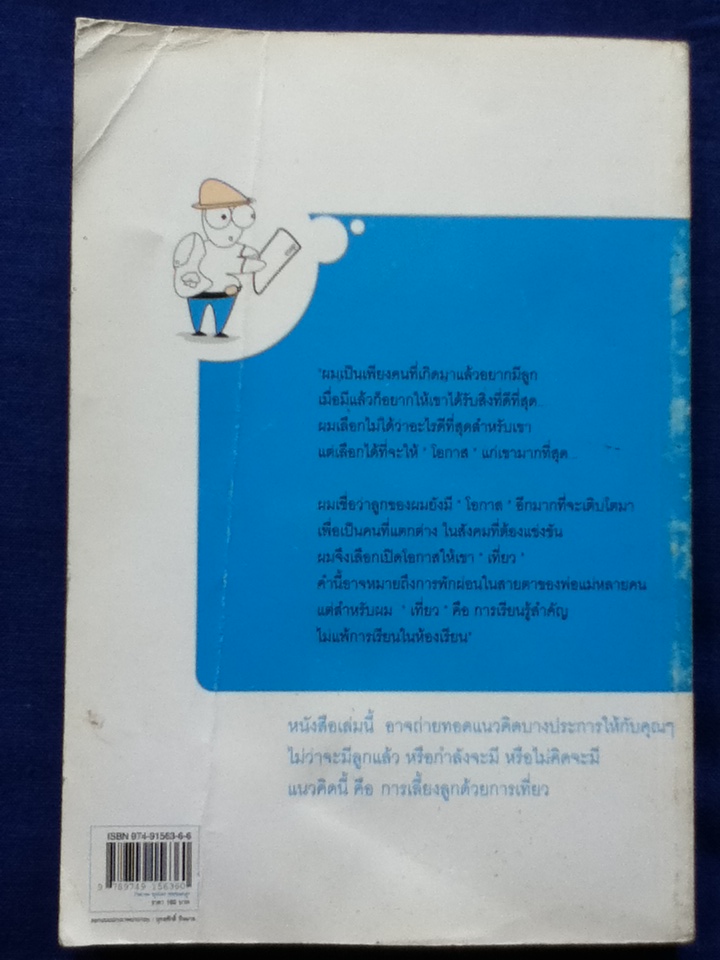 "ผมเป็นเพียงคนที่เกิดมาแล้วอยากมีลูก
เมื่อมีแล้วก็อยากให้เขาได้รับสิ่งที่ดีที่สุด...
ผมเลือกไม่ได้ว่าอะไรดีที่สุดสำหรับเขา
แต่เลือกได้ที่จะให้ " โอกาส " แก่เขามากที่สุด...
ผมเชื่อว่าลูกของผมยังมี " โอกาส " อีกมากที่จะเติบโตมา
เพื่อเป็นคนที่แตกต่าง ในสังคมที่ต้องแข่งขัน
ผมจึงเลือกเปิดโอกาสให้เขา " เที่ยว "
คำนี้อาจหมายถึงการพักผ่อนในสายตาของพ่อแม่หลายคน
แต่สำหรับผม " เที่ยว " คือ การเรียนรู้สำคัญ
ไม่แพ้การเรียนในห้องเรียน"
หนังสือเล่มนี้ อาจถ่ายทอดแนวคิดบางประการให้กับคุณๆ
ไม่ว่าจะมีลูกแล้ว หรือกำลังจะมี หรือไม่คิดจะมี
แนวคิดนี้ คือ การเลี้ยงลูกด้วยการเที่ยว
ISBN 974-91563-6-6
9 789749 156360
ราคา 160 บาท